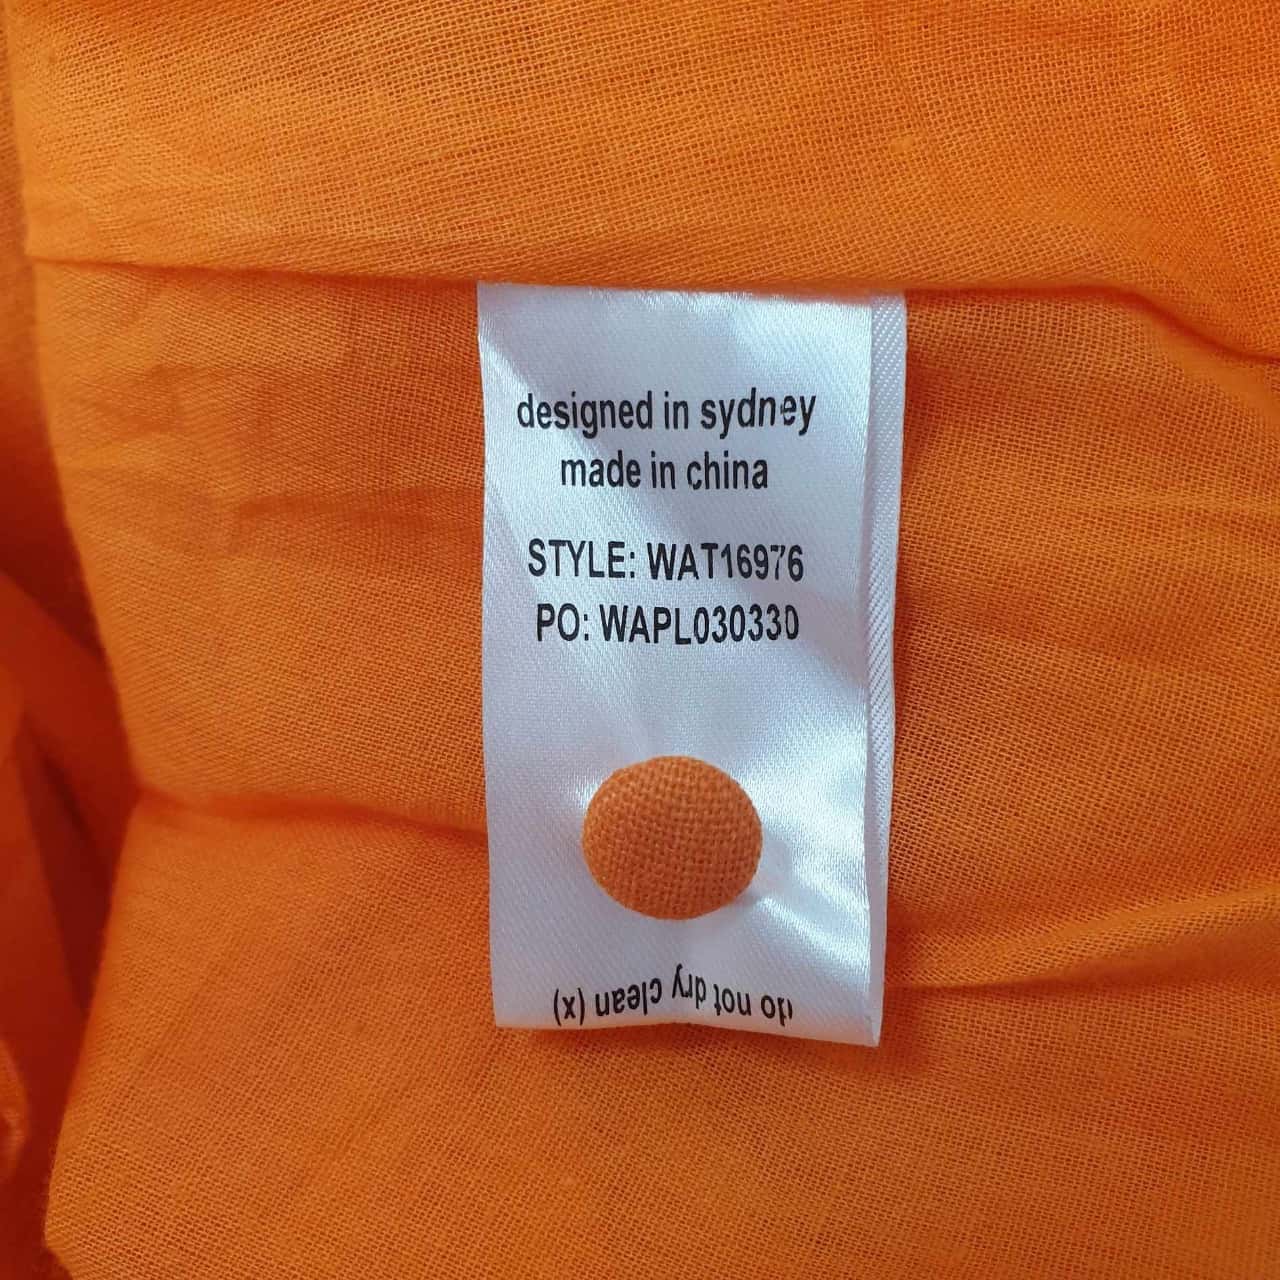 designed in sydney
made in china
STYLE: WAT16976
PO: WAPL030330
do not dry clean (x)